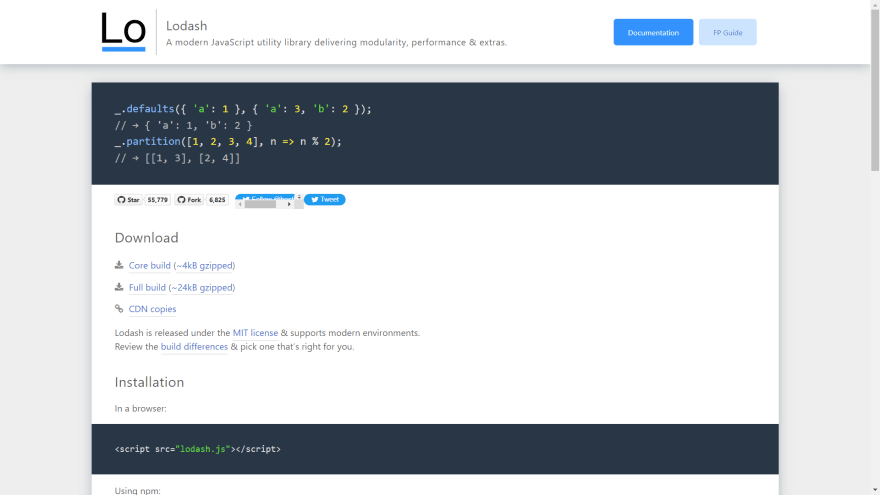 Lo
Lodash
A modern JavaScript utility library delivering modularity, performance & extras.
Documentation
FP Guide
_.defaults({ 'a': 1 }, { 'a': 3, 'b': 2 });
// → { 'a': 1, 'b': 2 }
_.partition([1, 2, 3, 4], n => n % 2);
// → [[1, 3], [2, 4]]
Star 55,779 Fork 6,825 Follow Tweet
Download
Core build (~4kB gzipped)
Full build (~24kB gzipped)
CDN copies
Lodash is released under the MIT license & supports modern environments.
Review the build differences & pick one that's right for you.
Installation
In a browser:
<script src="lodash.js"></script>
Using npm: